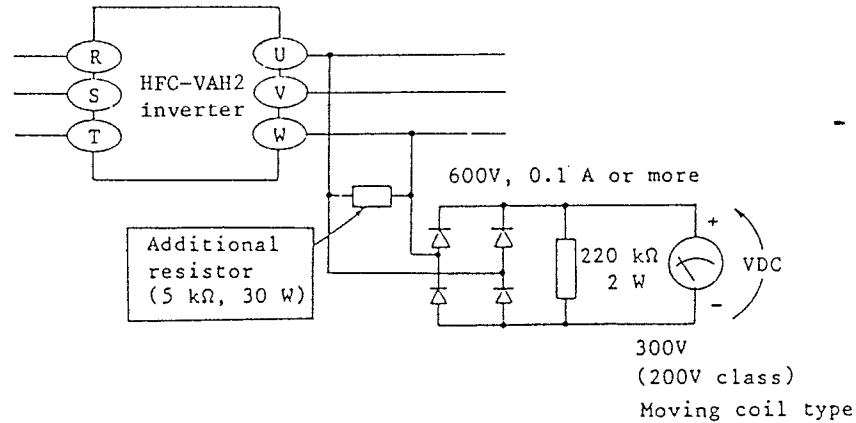 R
S
T
HFC-VAH2
inverter
U
V
W
600V, 0.1 A or more
Additional
resistor
(5 kΩ, 30 W)
220 kΩ
2 W
+
VDC
−
300V
(200V class)
Moving coil type